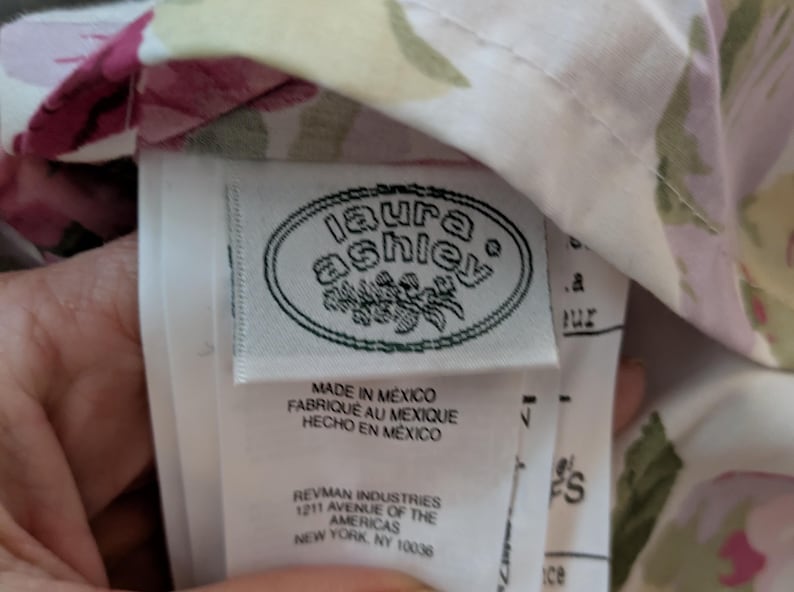 laura
ashley®
MADE IN MÉXICO
FABRIQUÉ AU MEXIQUE
HECHO EN MÉXICO
REVMAN INDUSTRIES
1211 AVENUE OF THE
AMERICAS
NEW YORK, NY 10036